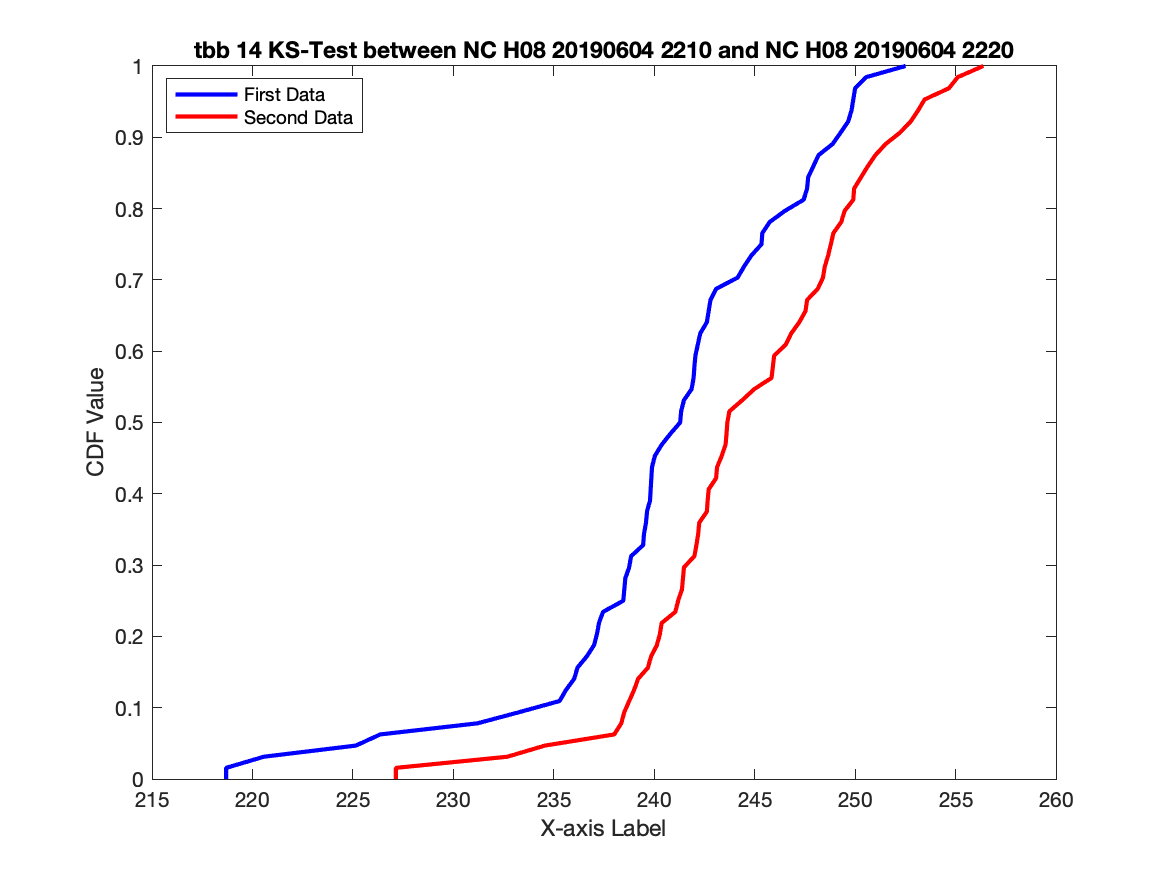 tbb 14 KS-Test between NC H08 20190604 2210 and NC H08 20190604 2220
First Data
Second Data
1
0.9
0.8
0.7
0.6
0.5
0.4
0.3
0.2
0.1
0
CDF Value
215 220 225 230 235 240 245 250 255 260
X-axis Label